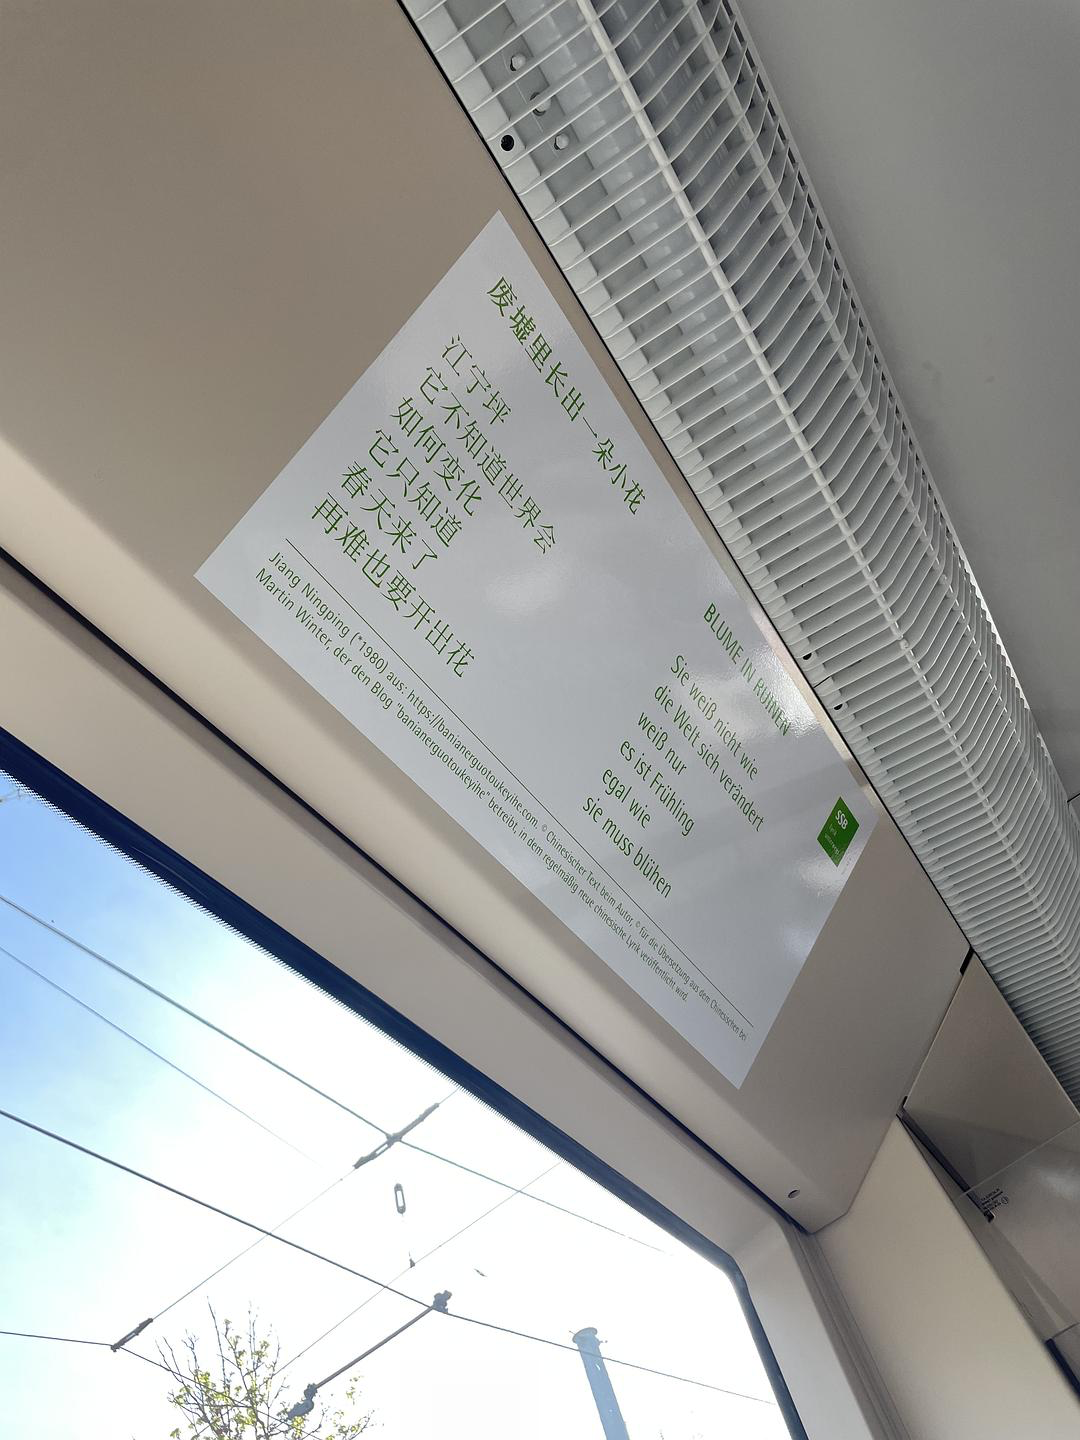 废墟里长出一朵小花
江宁坪
它不知道世界会
如何变化
它只知道
春天来了
再难也要开出花
BLUME IN RUINEN
Sie weiß nicht wie
die Welt sich verändert
weiß nur
es ist Frühling
egal wie
sie muss blühen
SSB
lyrik
unterwegs
Jiang Ningping (*1980) aus: https://banianerguotoukeyihe.com. © Chinesischer Text beim Autor, © für die Übersetzung aus dem Chinesischen bei
Martin Winter, der den Blog "banianerguotoukeyihe" betreibt, in dem regelmäßig neue chinesische Lyrik veröffentlicht wird.